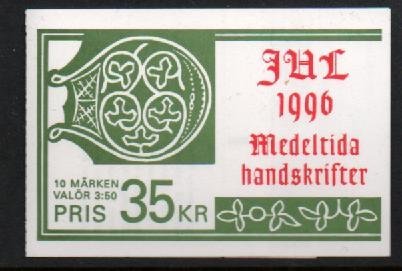 JUL
1996
Medeltida
handskrifter
10 MÄRKEN
VALÖR 3:50
PRIS 35 KR